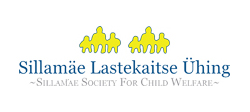 Sillamäe Lastekaitse Ühing
~Sillamäe Society For Child Welfare~